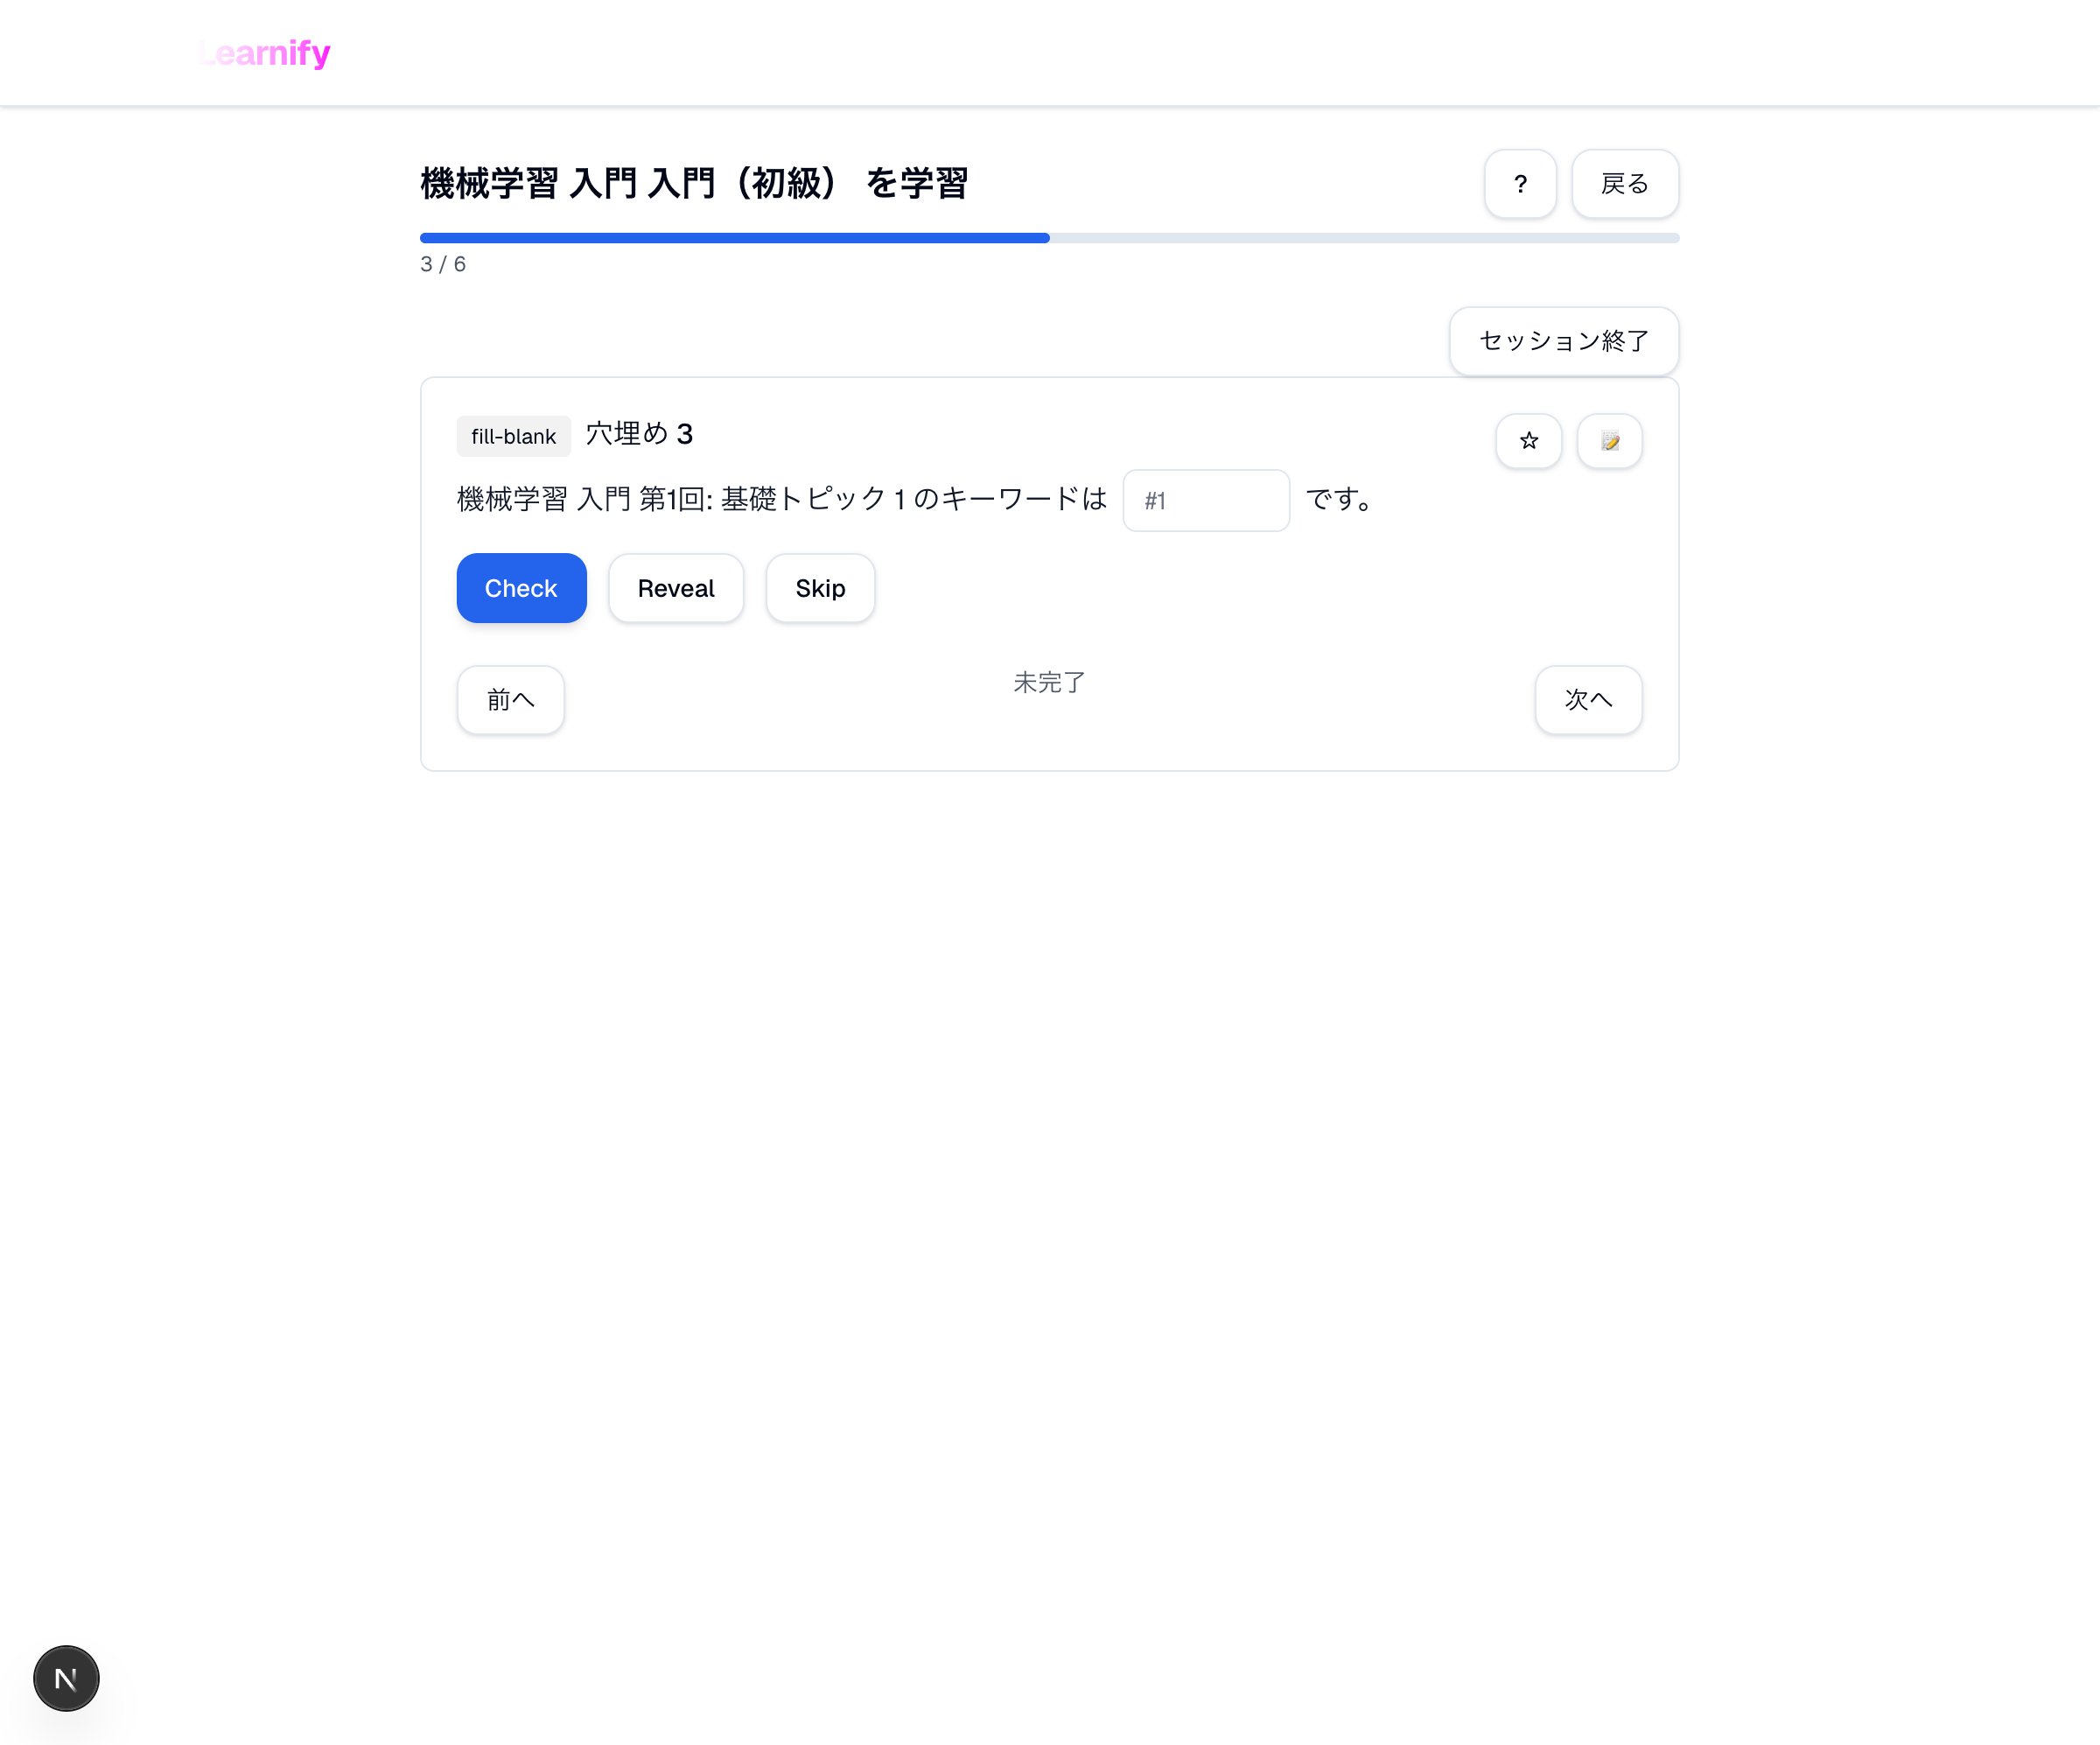 Learnify
機械学習 入門 入門（初級） を学習
?
戻る
3 / 6
セッション終了
fill-blank 穴埋め 3
☆
機械学習 入門 第1回: 基礎トピック 1 のキーワードは #1 です。
Check
Reveal
Skip
前へ
未完了
次へ
N